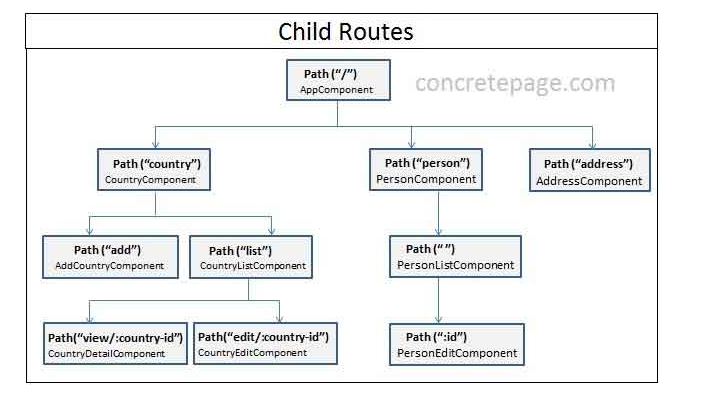 Child Routes
Path (“/”)
AppComponent
concretepage.com
Path (“country”)
CountryComponent
Path (“person”)
PersonComponent
Path (“address”)
AddressComponent
Path (“add”)
AddCountryComponent
Path (“list”)
CountryListComponent
Path (“ ”)
PersonListComponent
Path(“view/:country-id”)
CountryDetailComponent
Path(“edit/:country-id”)
CountryEditComponent
Path (“:id”)
PersonEditComponent